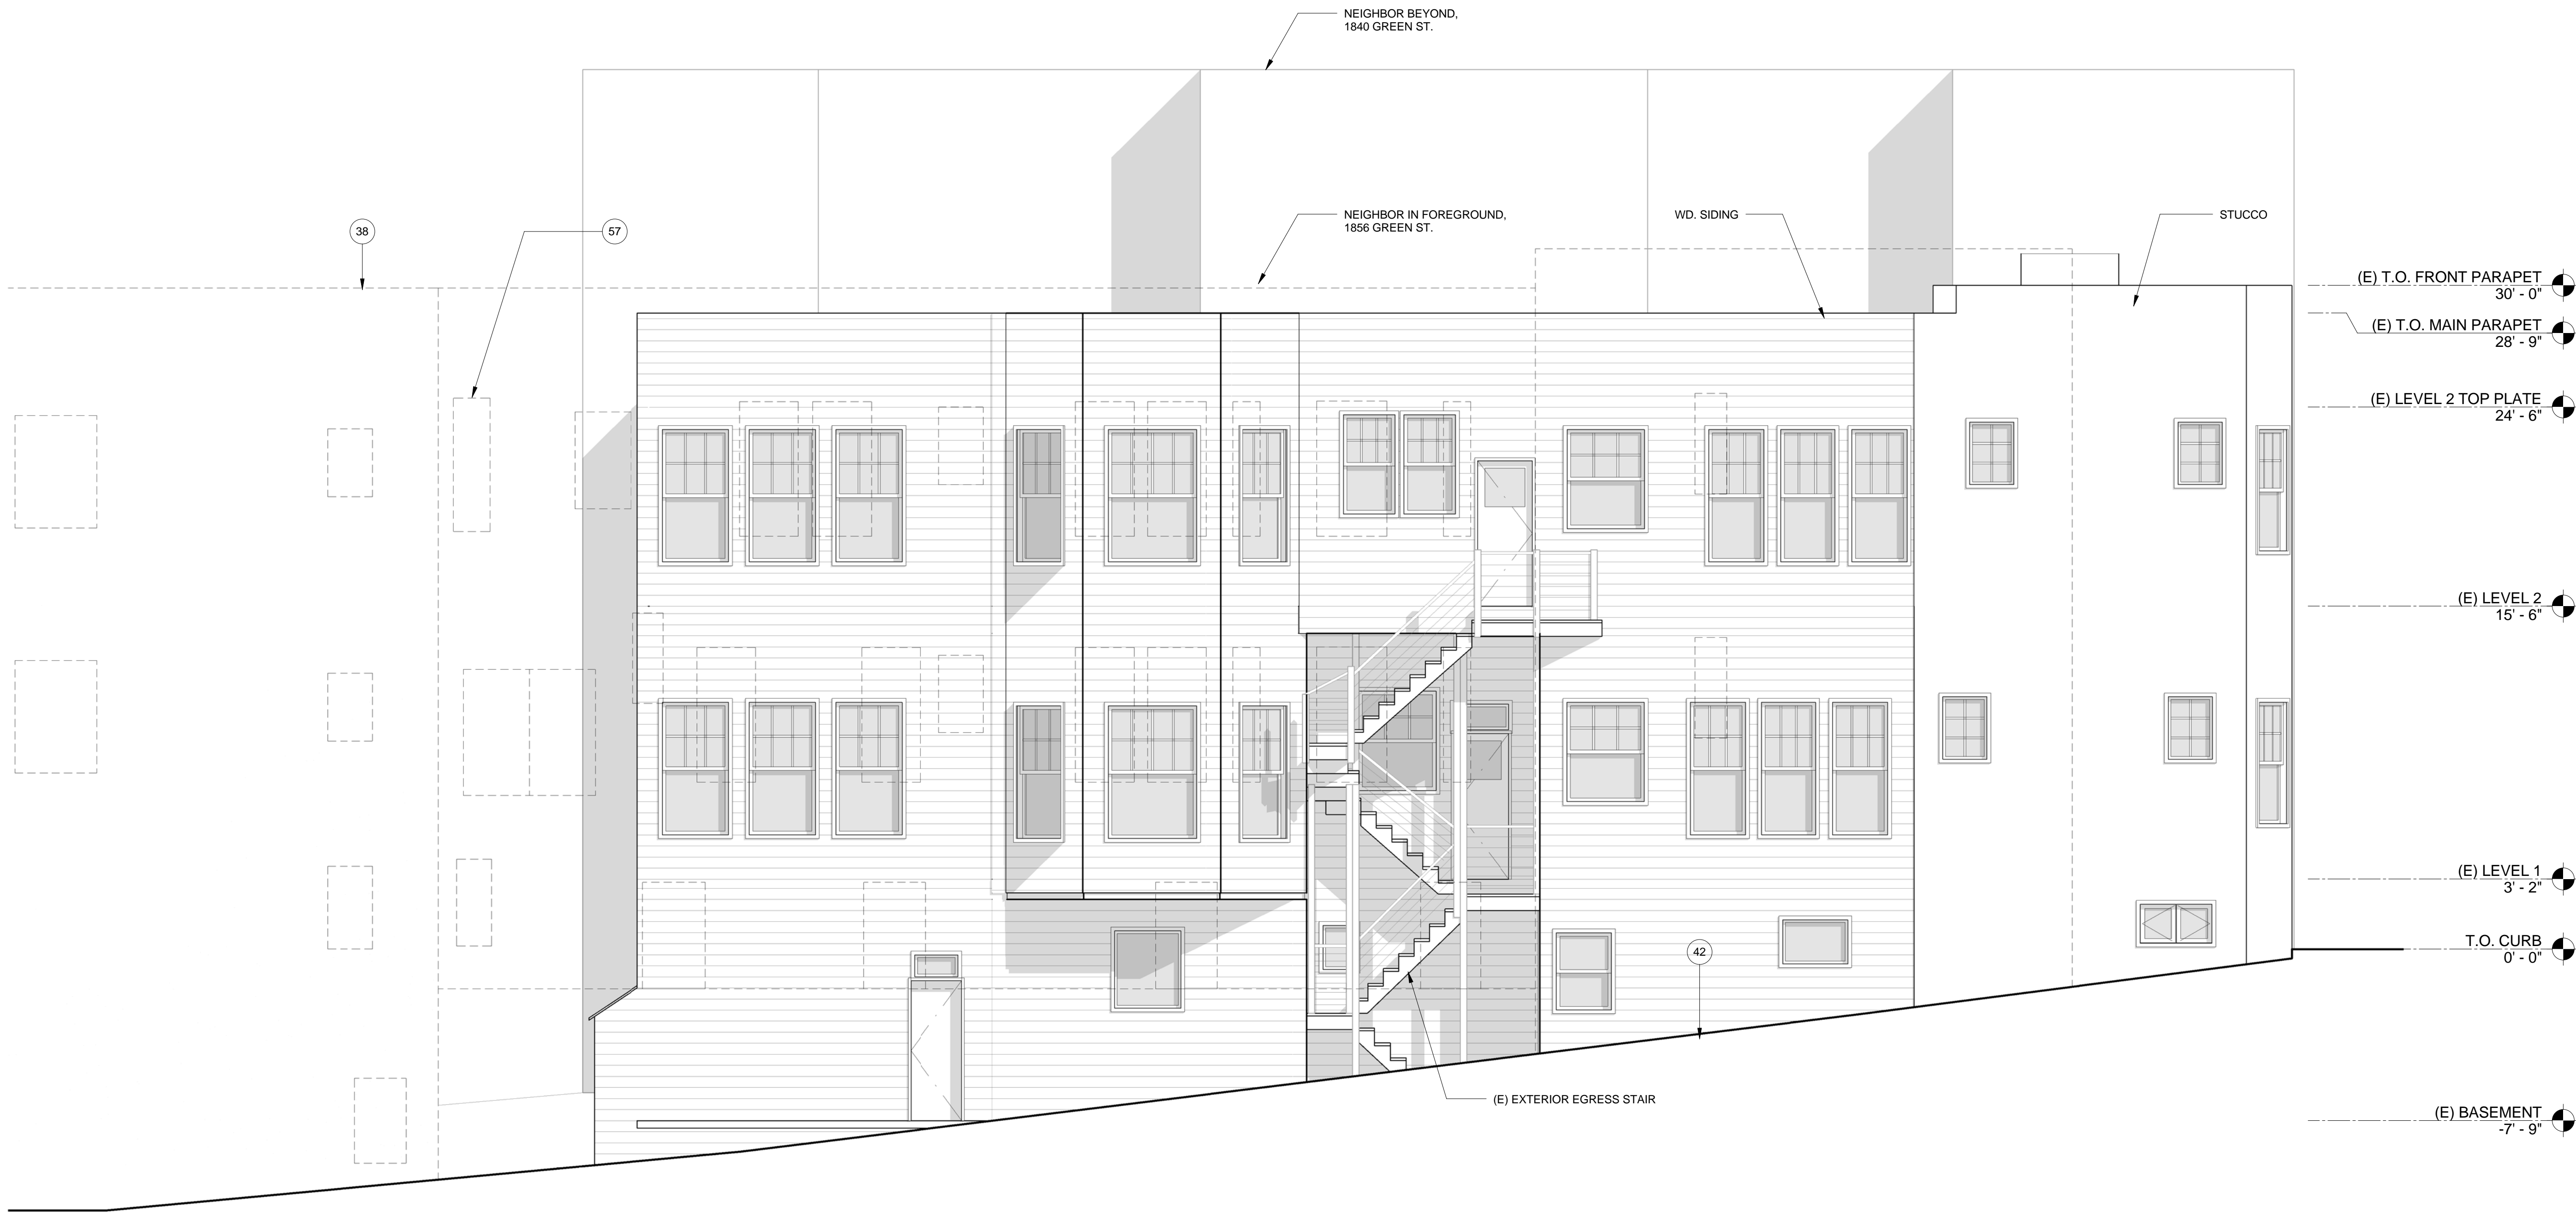 NEIGHBOR BEYOND,
1840 GREEN ST.
38
57
NEIGHBOR IN FOREGROUND,
1856 GREEN ST.
WD. SIDING
STUCCO
(E) T.O. FRONT PARAPET
30' - 0"
(E) T.O. MAIN PARAPET
28' - 9"
(E) LEVEL 2 TOP PLATE
24' - 6"
(E) LEVEL 2
15' - 6"
(E) LEVEL 1
3' - 2"
42
T.O. CURB
0' - 0"
(E) EXTERIOR EGRESS STAIR
(E) BASEMENT
-7' - 9"